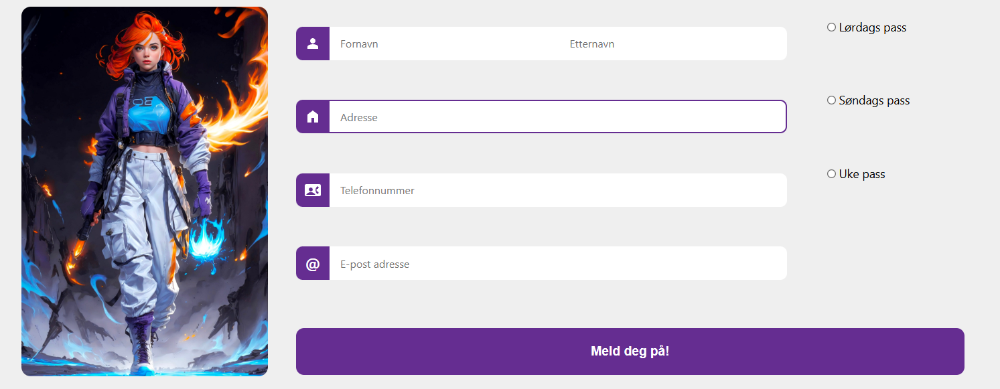 Fornavn Etternavn
Lørdags pass
Adresse
Søndags pass
Telefonnummer
Uke pass
@ E-post adresse
Meld deg på!